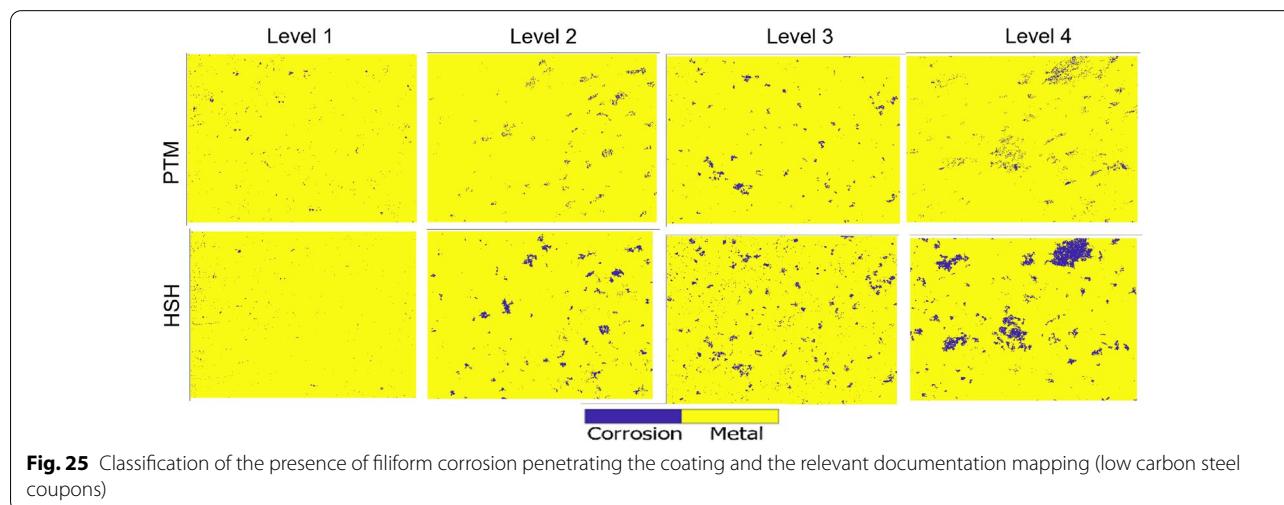 Level 1 Level 2 Level 3 Level 4
PTM
HSH
Corrosion Metal
Fig. 25 Classification of the presence of filiform corrosion penetrating the coating and the relevant documentation mapping (low carbon steel
coupons)